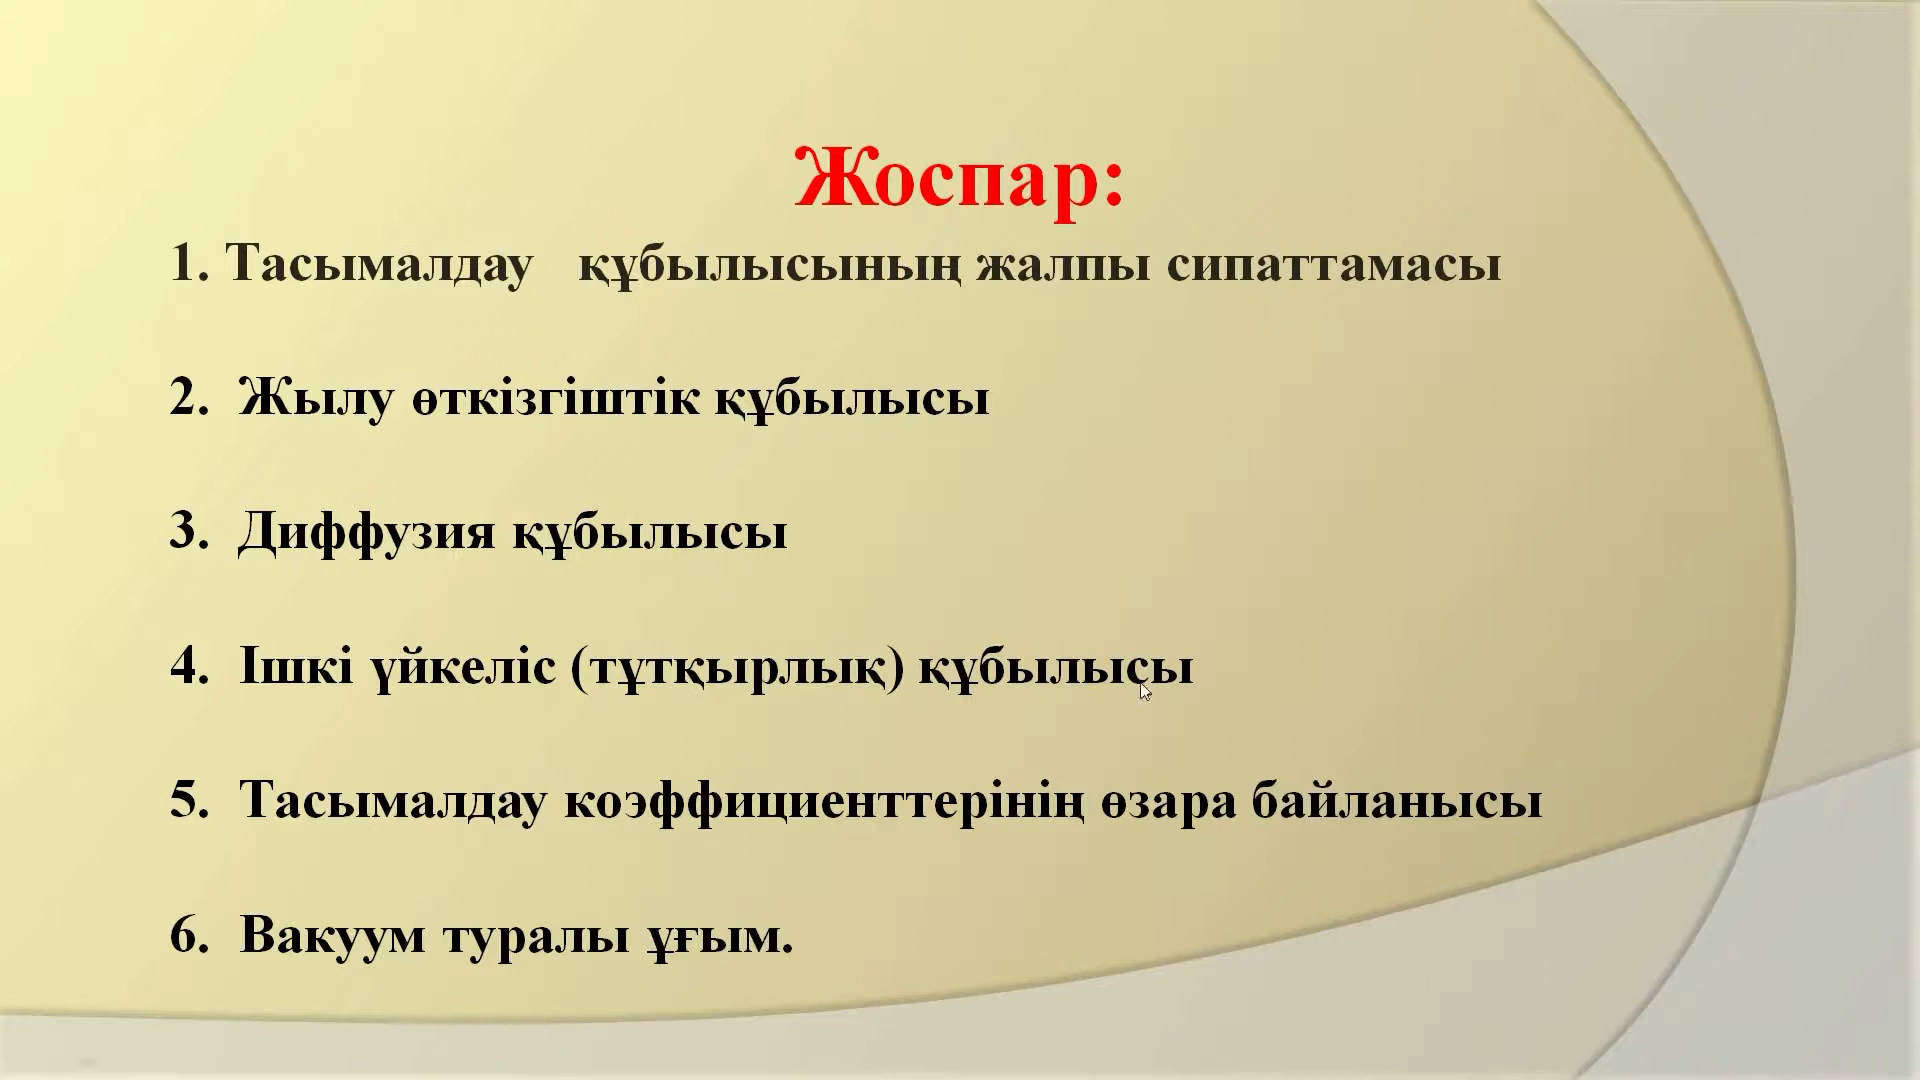 Жоспар:
1. Тасымалдау құбылысының жалпы сипаттамасы
2. Жылу өткізгіштік құбылысы
3. Диффузия құбылысы
4. Ішкі үйкеліс (тұтқырлық) құбылысы
5. Тасымалдау коэффициенттерінің өзара байланысы
6. Вакуум туралы ұғым.